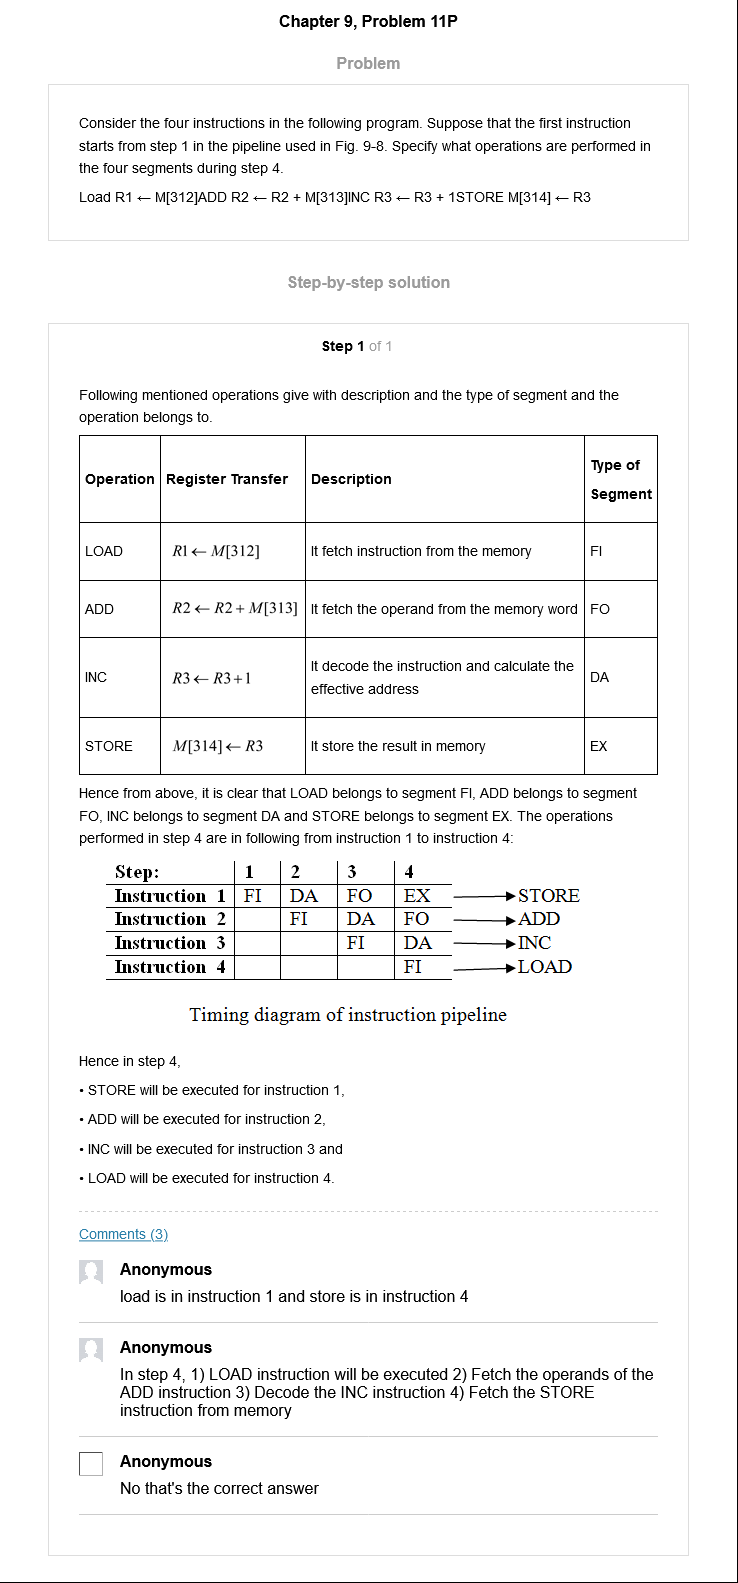 Chapter 9, Problem 11P
Problem
Consider the four instructions in the following program. Suppose that the first instruction
starts from step 1 in the pipeline used in Fig. 9-8. Specify what operations are performed in
the four segments during step 4.
Load R1 ← M[312]ADD R2 ← R2 + M[313]INC R3 ← R3 + 1STORE M[314] ← R3
Step-by-step solution
Step 1 of 1
Following mentioned operations give with description and the type of segment and the
operation belongs to.
Operation Register Transfer Description Type of Segment
LOAD R1 ← M[312] It fetch instruction from the memory FI
ADD R2 ← R2 + M[313] It fetch the operand from the memory word FO
INC R3 ← R3+1 It decode the instruction and calculate the effective address DA
STORE M[314] ← R3 It store the result in memory EX
Hence from above, it is clear that LOAD belongs to segment FI, ADD belongs to segment
FO, INC belongs to segment DA and STORE belongs to segment EX. The operations
performed in step 4 are in following from instruction 1 to instruction 4:
Step: 1 2 3 4
Instruction 1 FI DA FO EX STORE
Instruction 2 FI DA FO ADD
Instruction 3 FI DA INC
Instruction 4 FI LOAD
Timing diagram of instruction pipeline
Hence in step 4,
• STORE will be executed for instruction 1,
• ADD will be executed for instruction 2,
• INC will be executed for instruction 3 and
• LOAD will be executed for instruction 4.
Comments (3)
Anonymous
load is in instruction 1 and store is in instruction 4
Anonymous
In step 4, 1) LOAD instruction will be executed 2) Fetch the operands of the
ADD instruction 3) Decode the INC instruction 4) Fetch the STORE
instruction from memory
Anonymous
No that's the correct answer